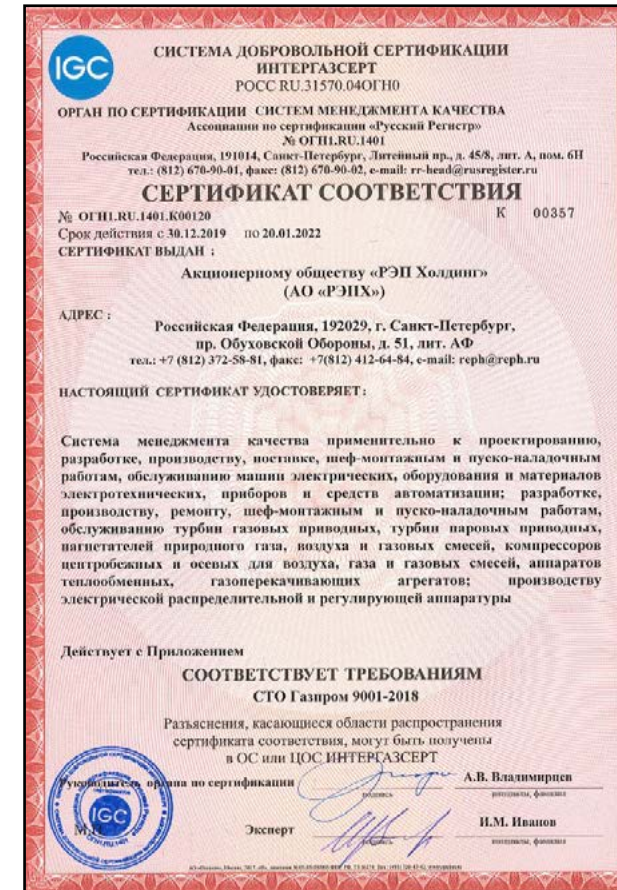 IGC
СИСТЕМА ДОБРОВОЛЬНОЙ СЕРТИФИКАЦИИ
ИНТЕРГАЗСЕРТ
РОСС RU.31570.04ОГН0
ОРГАН ПО СЕРТИФИКАЦИИ СИСТЕМ МЕНЕДЖМЕНТА КАЧЕСТВА
Ассоциации по сертификации «Русский Регистр»
№ ОГН1.RU.1401
Российская Федерация, 191014, Санкт-Петербург, Литейный пр., д. 45/8, лит. А, пом. 6Н
тел.: (812) 670-90-01, факс: (812) 670-90-02, e-mail: rr-head@rusregister.ru
СЕРТИФИКАТ СООТВЕТСТВИЯ
№ ОГН1.RU.1401.К00120 К 00357
Срок действия с 30.12.2019 по 20.01.2022
СЕРТИФИКАТ ВЫДАН :
Акционерному обществу «РЭП Холдинг»
(АО «РЭПХ»)
АДРЕС :
Российская Федерация, 192029, г. Санкт-Петербург,
пр. Обуховской Обороны, д. 51, лит. АФ
тел.: +7 (812) 372-58-81, факс: +7(812) 412-64-84, e-mail: reph@reph.ru
НАСТОЯЩИЙ СЕРТИФИКАТ УДОСТОВЕРЯЕТ:
Система менеджмента качества применительно к проектированию,
разработке, производству, поставке, шеф-монтажным и пуско-наладочным
работам, обслуживанию машин электрических, оборудования и материалов
электротехнических, приборов и средств автоматизации; разработке,
производству, ремонту, шеф-монтажным и пуско-наладочным работам,
обслуживанию турбин газовых приводных, турбин паровых приводных,
нагнетателей природного газа, воздуха и газовых смесей, компрессоров
центробежных и осевых для воздуха, газа и газовых смесей, аппаратов
теплообменных, газоперекачивающих агрегатов; производству
электрической распределительной и регулирующей аппаратуры
Действует с Приложением
СООТВЕТСТВУЕТ ТРЕБОВАНИЯМ
СТО Газпром 9001-2018
Разъяснения, касающиеся области распространения
сертификата соответствия, могут быть получены
в ОС или ЦОС ИНТЕРГАЗСЕРТ
Руководитель органа по сертификации А.В. Владимирцев
подпись инициалы, фамилия
IGC
М.П. Эксперт И.М. Иванов
подпись инициалы, фамилия